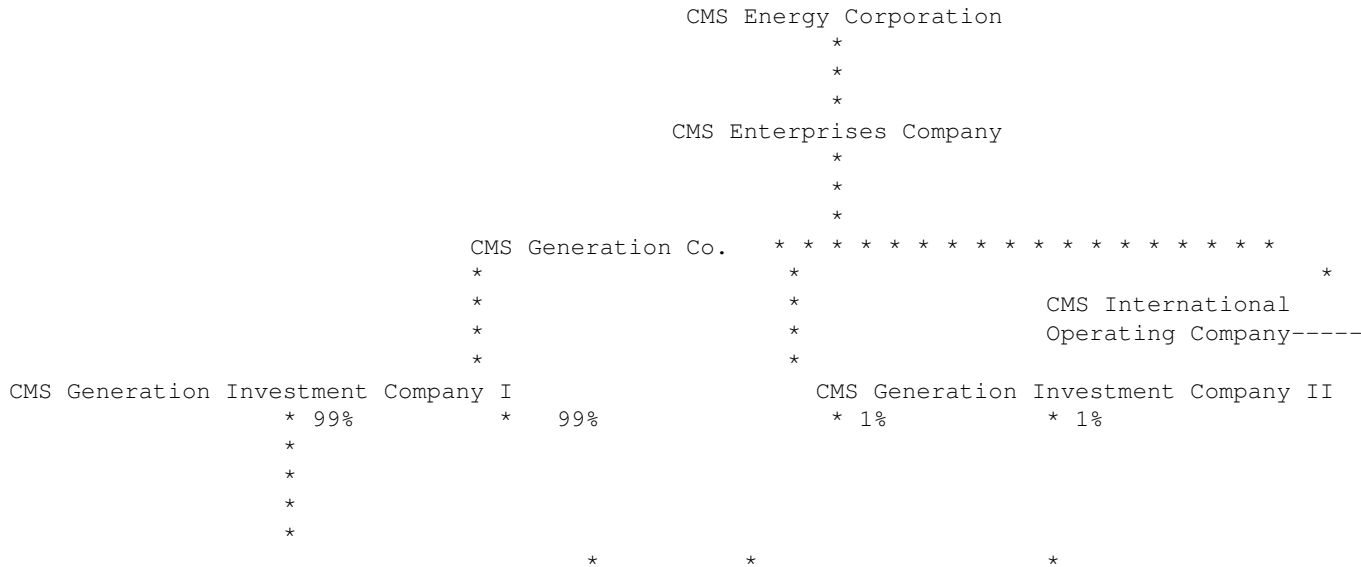 CMS Energy Corporation
*
*
*
CMS Enterprises Company
*
*
*
CMS Generation Co. * * * * * * * * * * * * * * * * * *
* * *
* * CMS International
* * Operating Company-----
* *
CMS Generation Investment Company I CMS Generation Investment Company II
* 99% * 99% * 1% * 1%
*
*
*
*
* * *